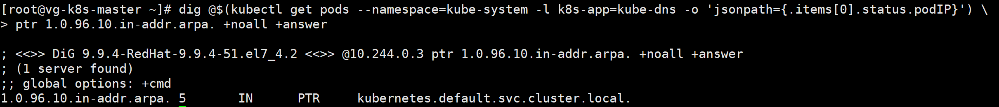 [root@vg-k8s-master ~]# dig @$(kubectl get pods --namespace=kube-system -l k8s-app=kube-dns -o 'jsonpath={.items[0].status.podIP}') \
> ptr 1.0.96.10.in-addr.arpa. +noall +answer
; <<>> DiG 9.9.4-RedHat-9.9.4-51.el7_4.2 <<>> @10.244.0.3 ptr 1.0.96.10.in-addr.arpa. +noall +answer
; (1 server found)
;; global options: +cmd
1.0.96.10.in-addr.arpa. 5       IN      PTR     kubernetes.default.svc.cluster.local.